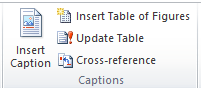 Insert Caption
Insert Table of Figures
Update Table
Cross-reference
Captions